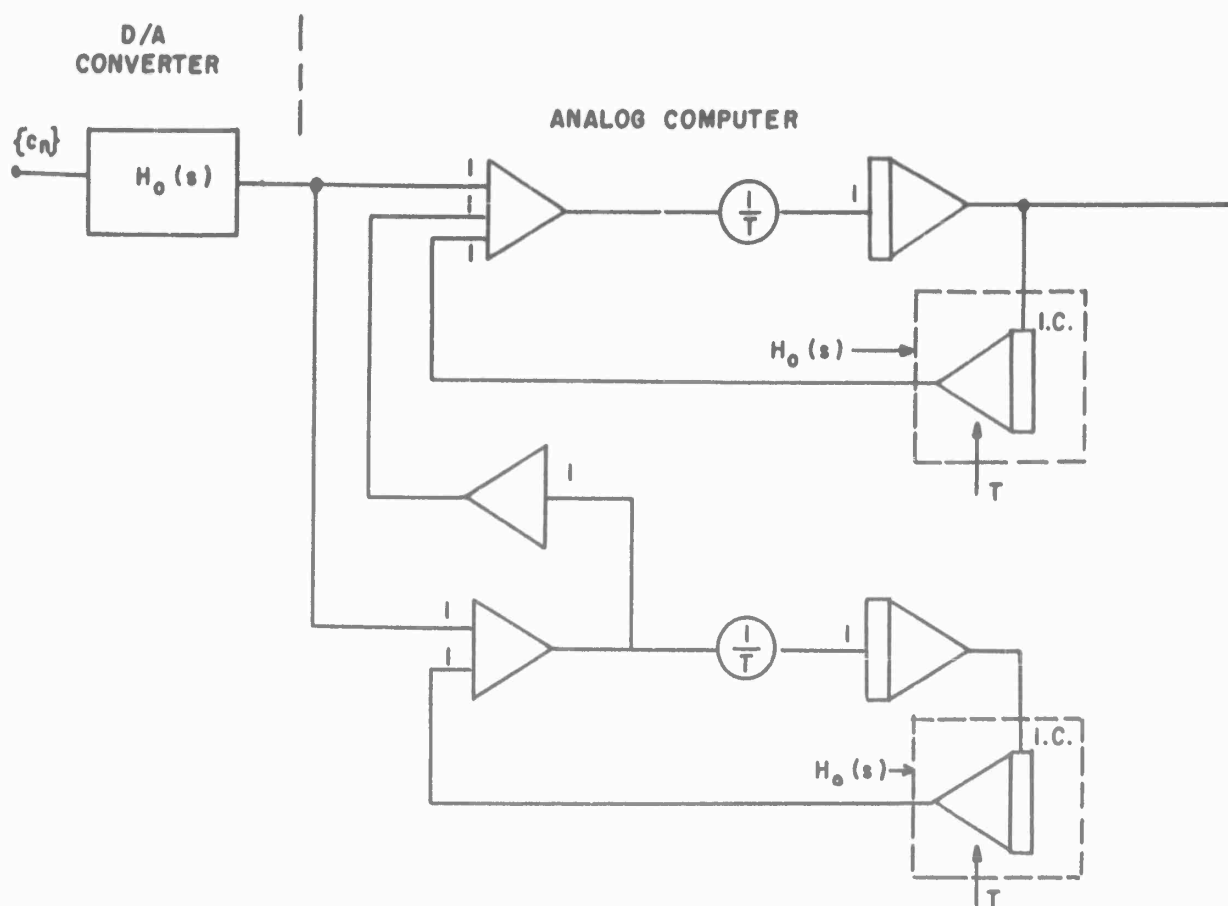 D/A
CONVERTER
ANALOG COMPUTER
{cn}
H₀(s)
1
1
1
1/T
1
I.C.
H₀(s)
T
1
1
1
1/T
1
I.C.
H₀(s)
T